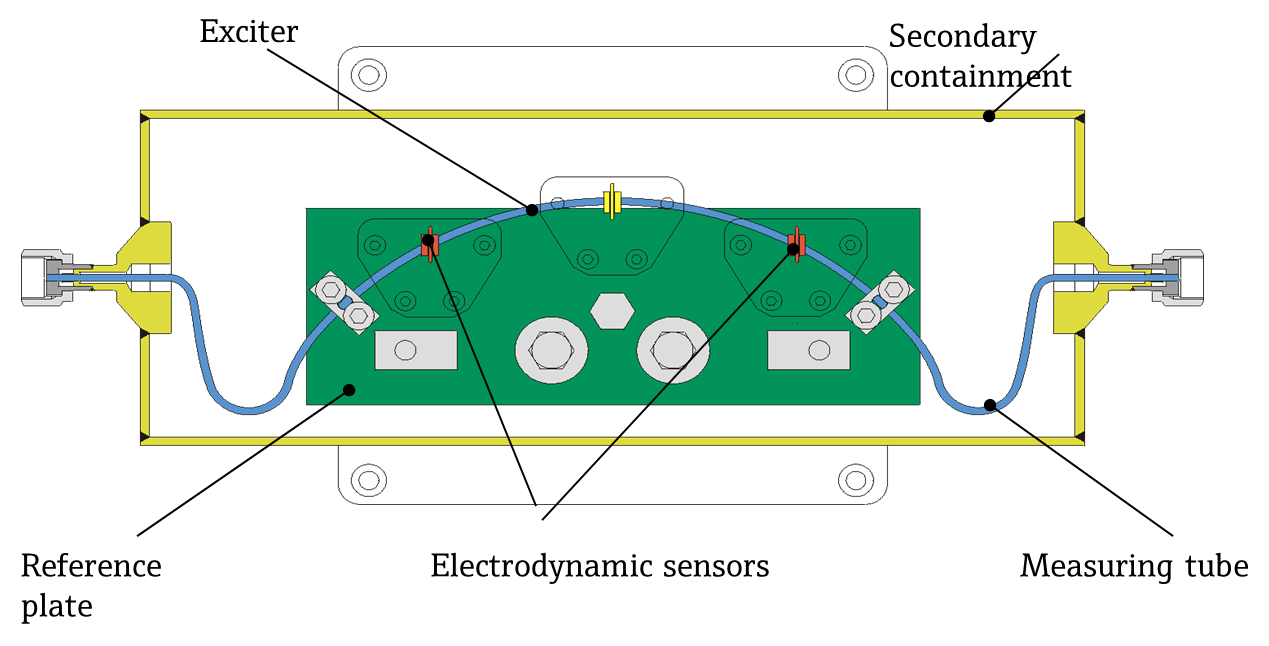 Exciter
Secondary
containment
Reference
plate
Electrodynamic sensors
Measuring tube